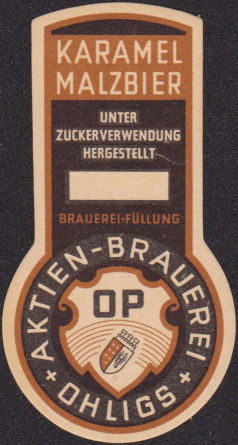 KARAMEL
MALZBIER
UNTER
ZUCKERVERWENDUNG
HERGESTELLT
BRAUEREI-FÜLLUNG
AKTIEN-BRAUEREI
OP
+ OHLIGS +